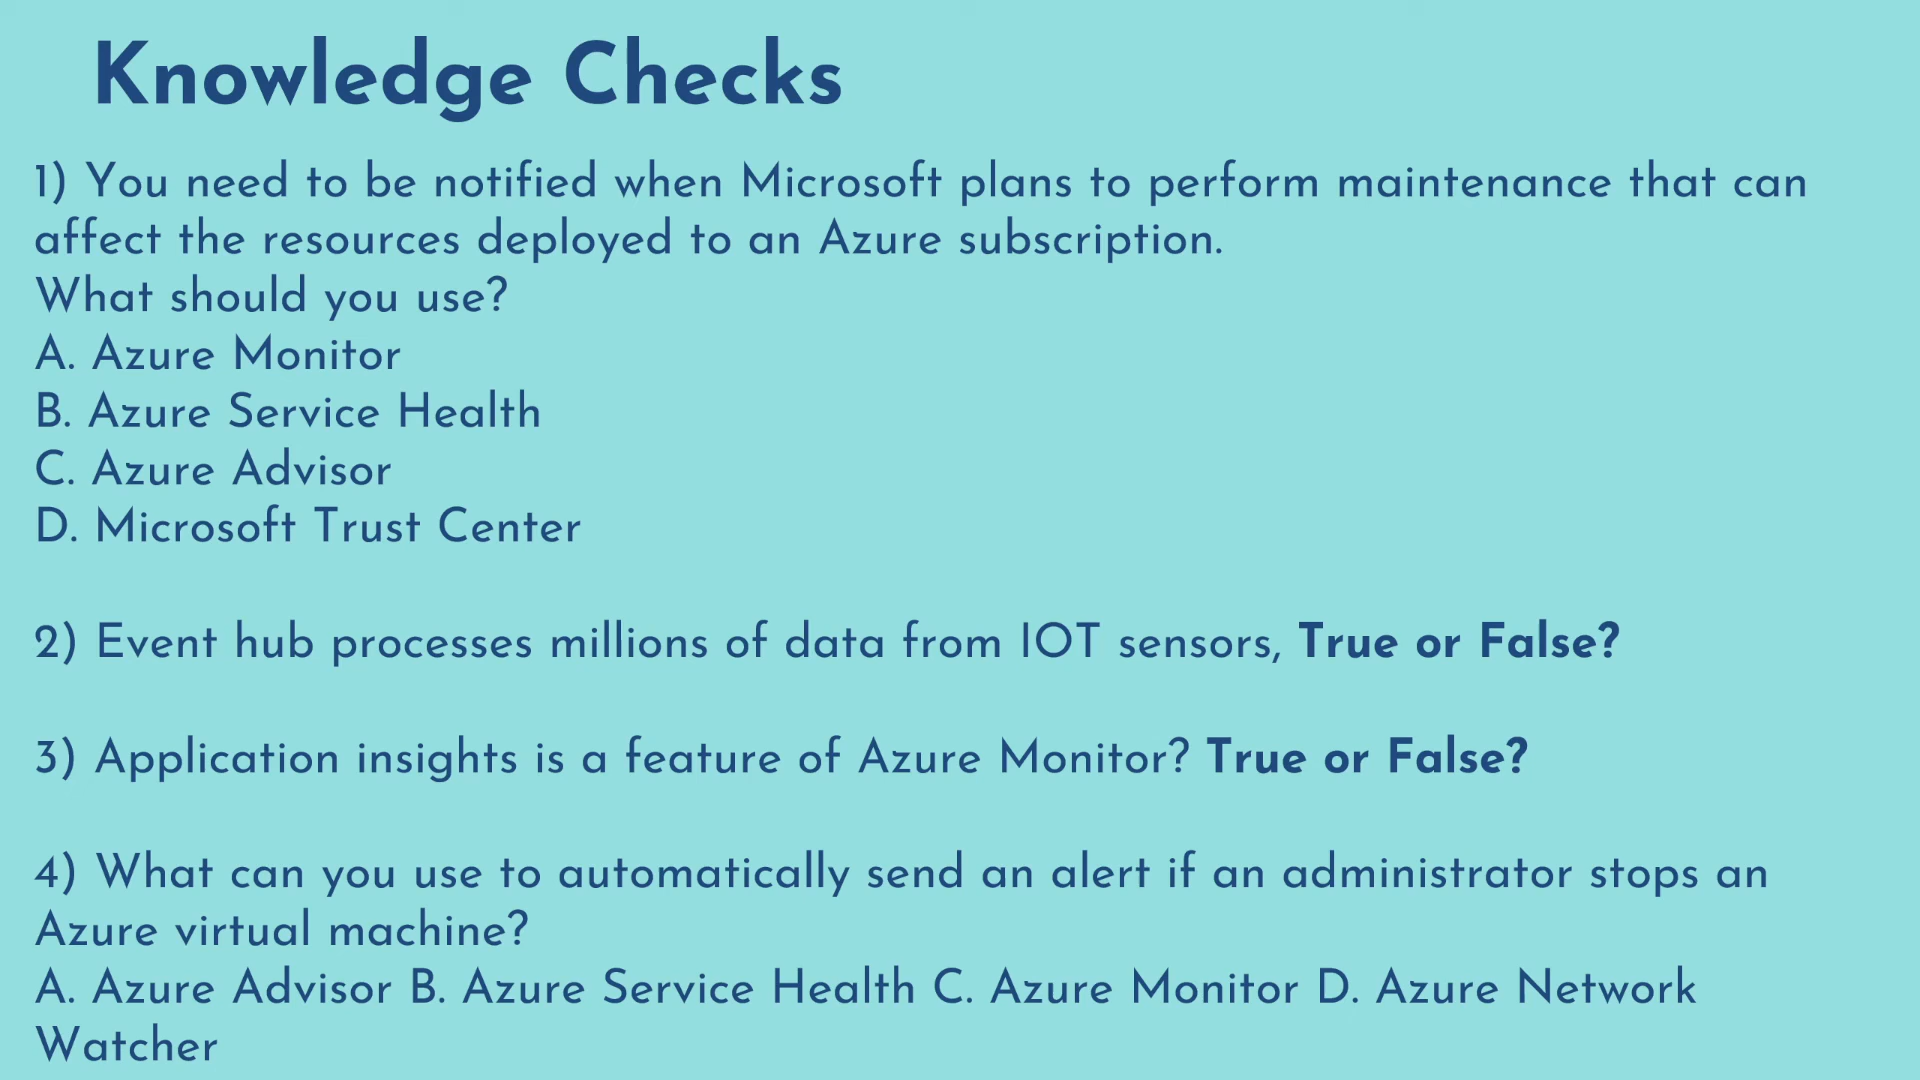 Knowledge Checks
1) You need to be notified when Microsoft plans to perform maintenance that can
affect the resources deployed to an Azure subscription.
What should you use?
A. Azure Monitor
B. Azure Service Health
C. Azure Advisor
D. Microsoft Trust Center
2) Event hub processes millions of data from IOT sensors, True or False?
3) Application insights is a feature of Azure Monitor? True or False?
4) What can you use to automatically send an alert if an administrator stops an
Azure virtual machine?
A. Azure Advisor B. Azure Service Health C. Azure Monitor D. Azure Network
Watcher